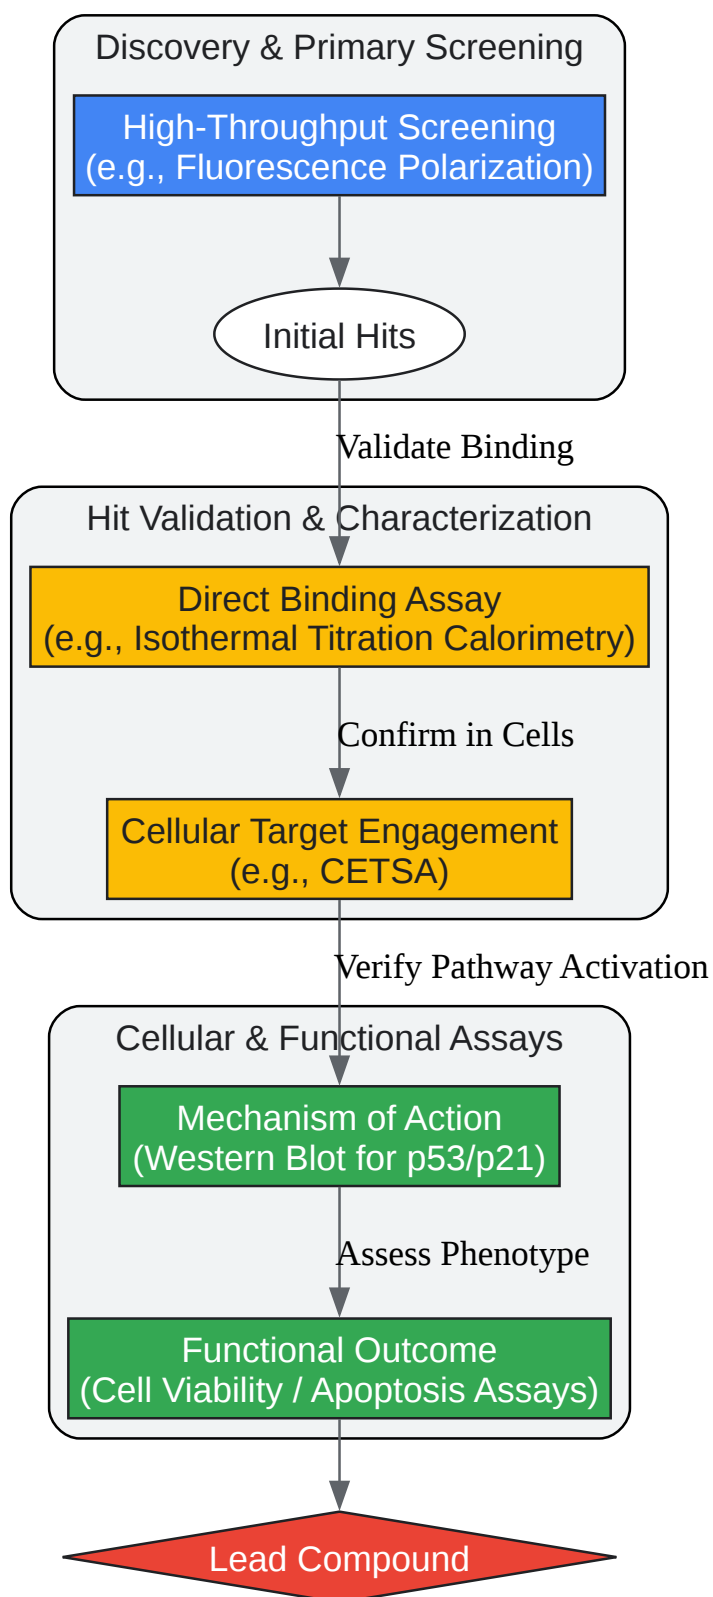 Discovery & Primary Screening
High-Throughput Screening
(e.g., Fluorescence Polarization)
Initial Hits
Validate Binding
Hit Validation & Characterization
Direct Binding Assay
(e.g., Isothermal Titration Calorimetry)
Confirm in Cells
Cellular Target Engagement
(e.g., CETSA)
Verify Pathway Activation
Cellular & Functional Assays
Mechanism of Action
(Western Blot for p53/p21)
Assess Phenotype
Functional Outcome
(Cell Viability / Apoptosis Assays)
Lead Compound